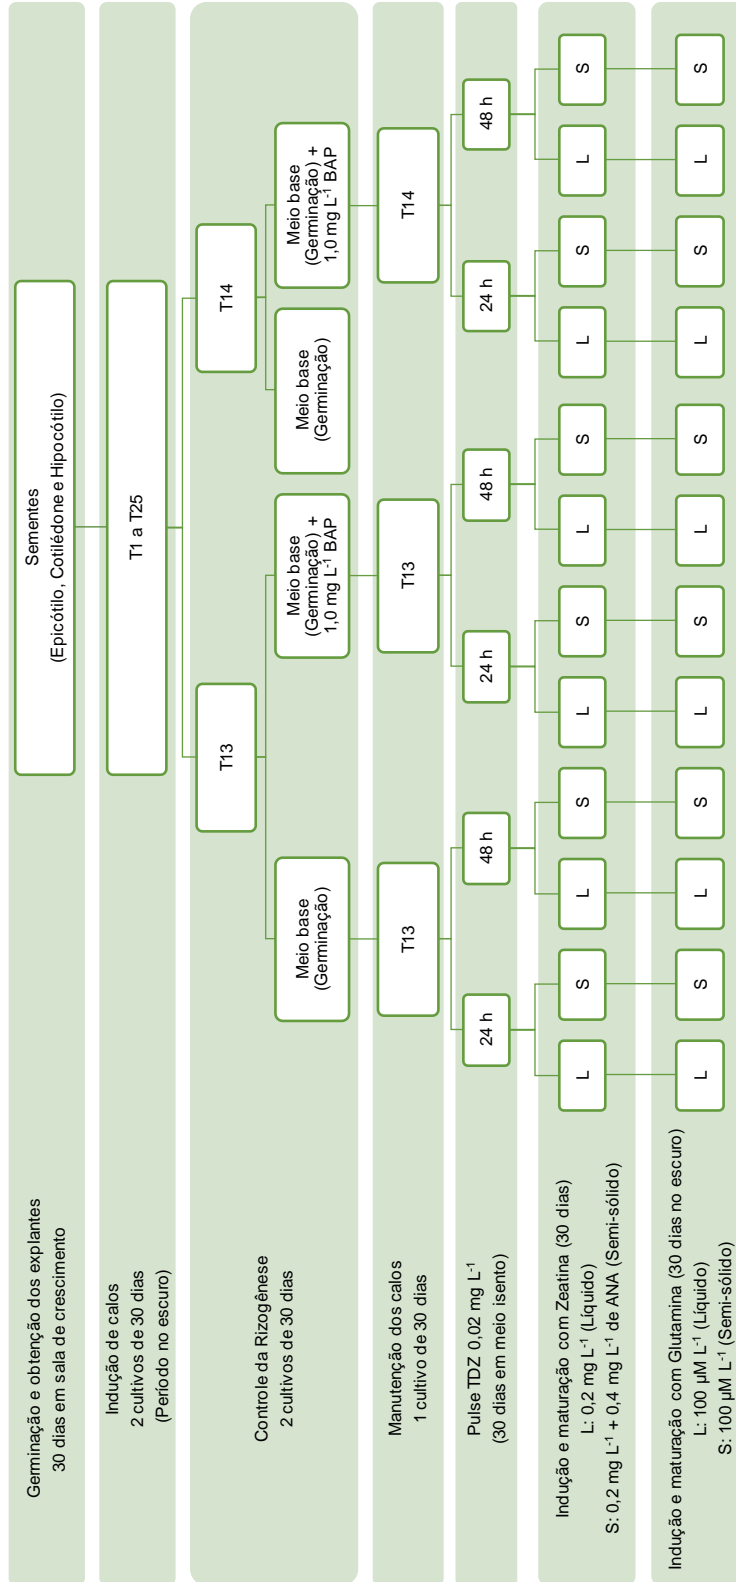 Germinação e obtenção dos explantes
30 dias em sala de crescimento
Sementes
(Epicótilo, Cotilédone e Hipocótilo)
Indução de calos
2 cultivos de 30 dias
(Período no escuro)
T1 a T25
Controle da Rizogênese
2 cultivos de 30 dias
T13
T14
Meio base
(Germinação)
Meio base
(Germinação) +
1,0 mg L⁻¹ BAP
Meio base
(Germinação)
Meio base
(Germinação) +
1,0 mg L⁻¹ BAP
Manutenção dos calos
1 cultivo de 30 dias
T13
T13
T14
Pulse TDZ 0,02 mg L⁻¹
(30 dias em meio isento)
24 h
48 h
24 h
48 h
24 h
48 h
Indução e maturação com Zeatina (30 dias)
L: 0,2 mg L⁻¹ (Líquido)
S: 0,2 mg L⁻¹ + 0,4 mg L⁻¹ de ANA (Semi-sólido)
L
S
L
S
L
S
L
S
L
S
L
S
Indução e maturação com Glutamina (30 dias no escuro)
L: 100 µM L⁻¹ (Líquido)
S: 100 µM L⁻¹ (Semi-sólido)
L
S
L
S
L
S
L
S
L
S
L
S